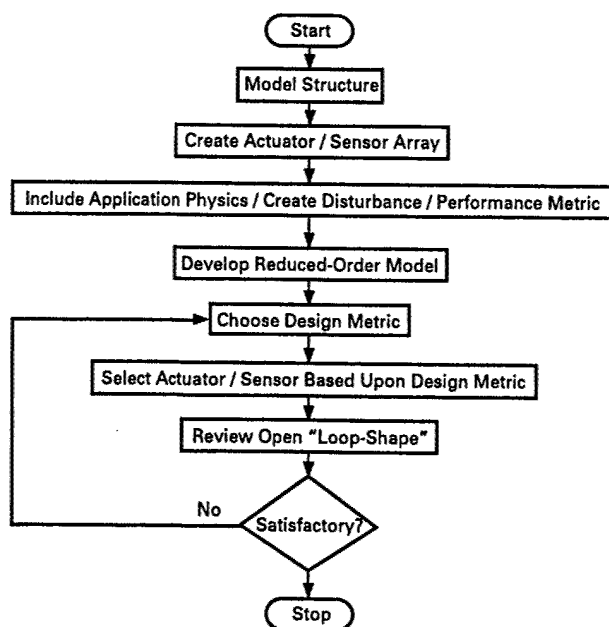 Start
Model Structure
Create Actuator / Sensor Array
Include Application Physics / Create Disturbance / Performance Metric
Develop Reduced-Order Model
Choose Design Metric
Select Actuator / Sensor Based Upon Design Metric
Review Open “Loop-Shape”
No
Satisfactory?
Stop